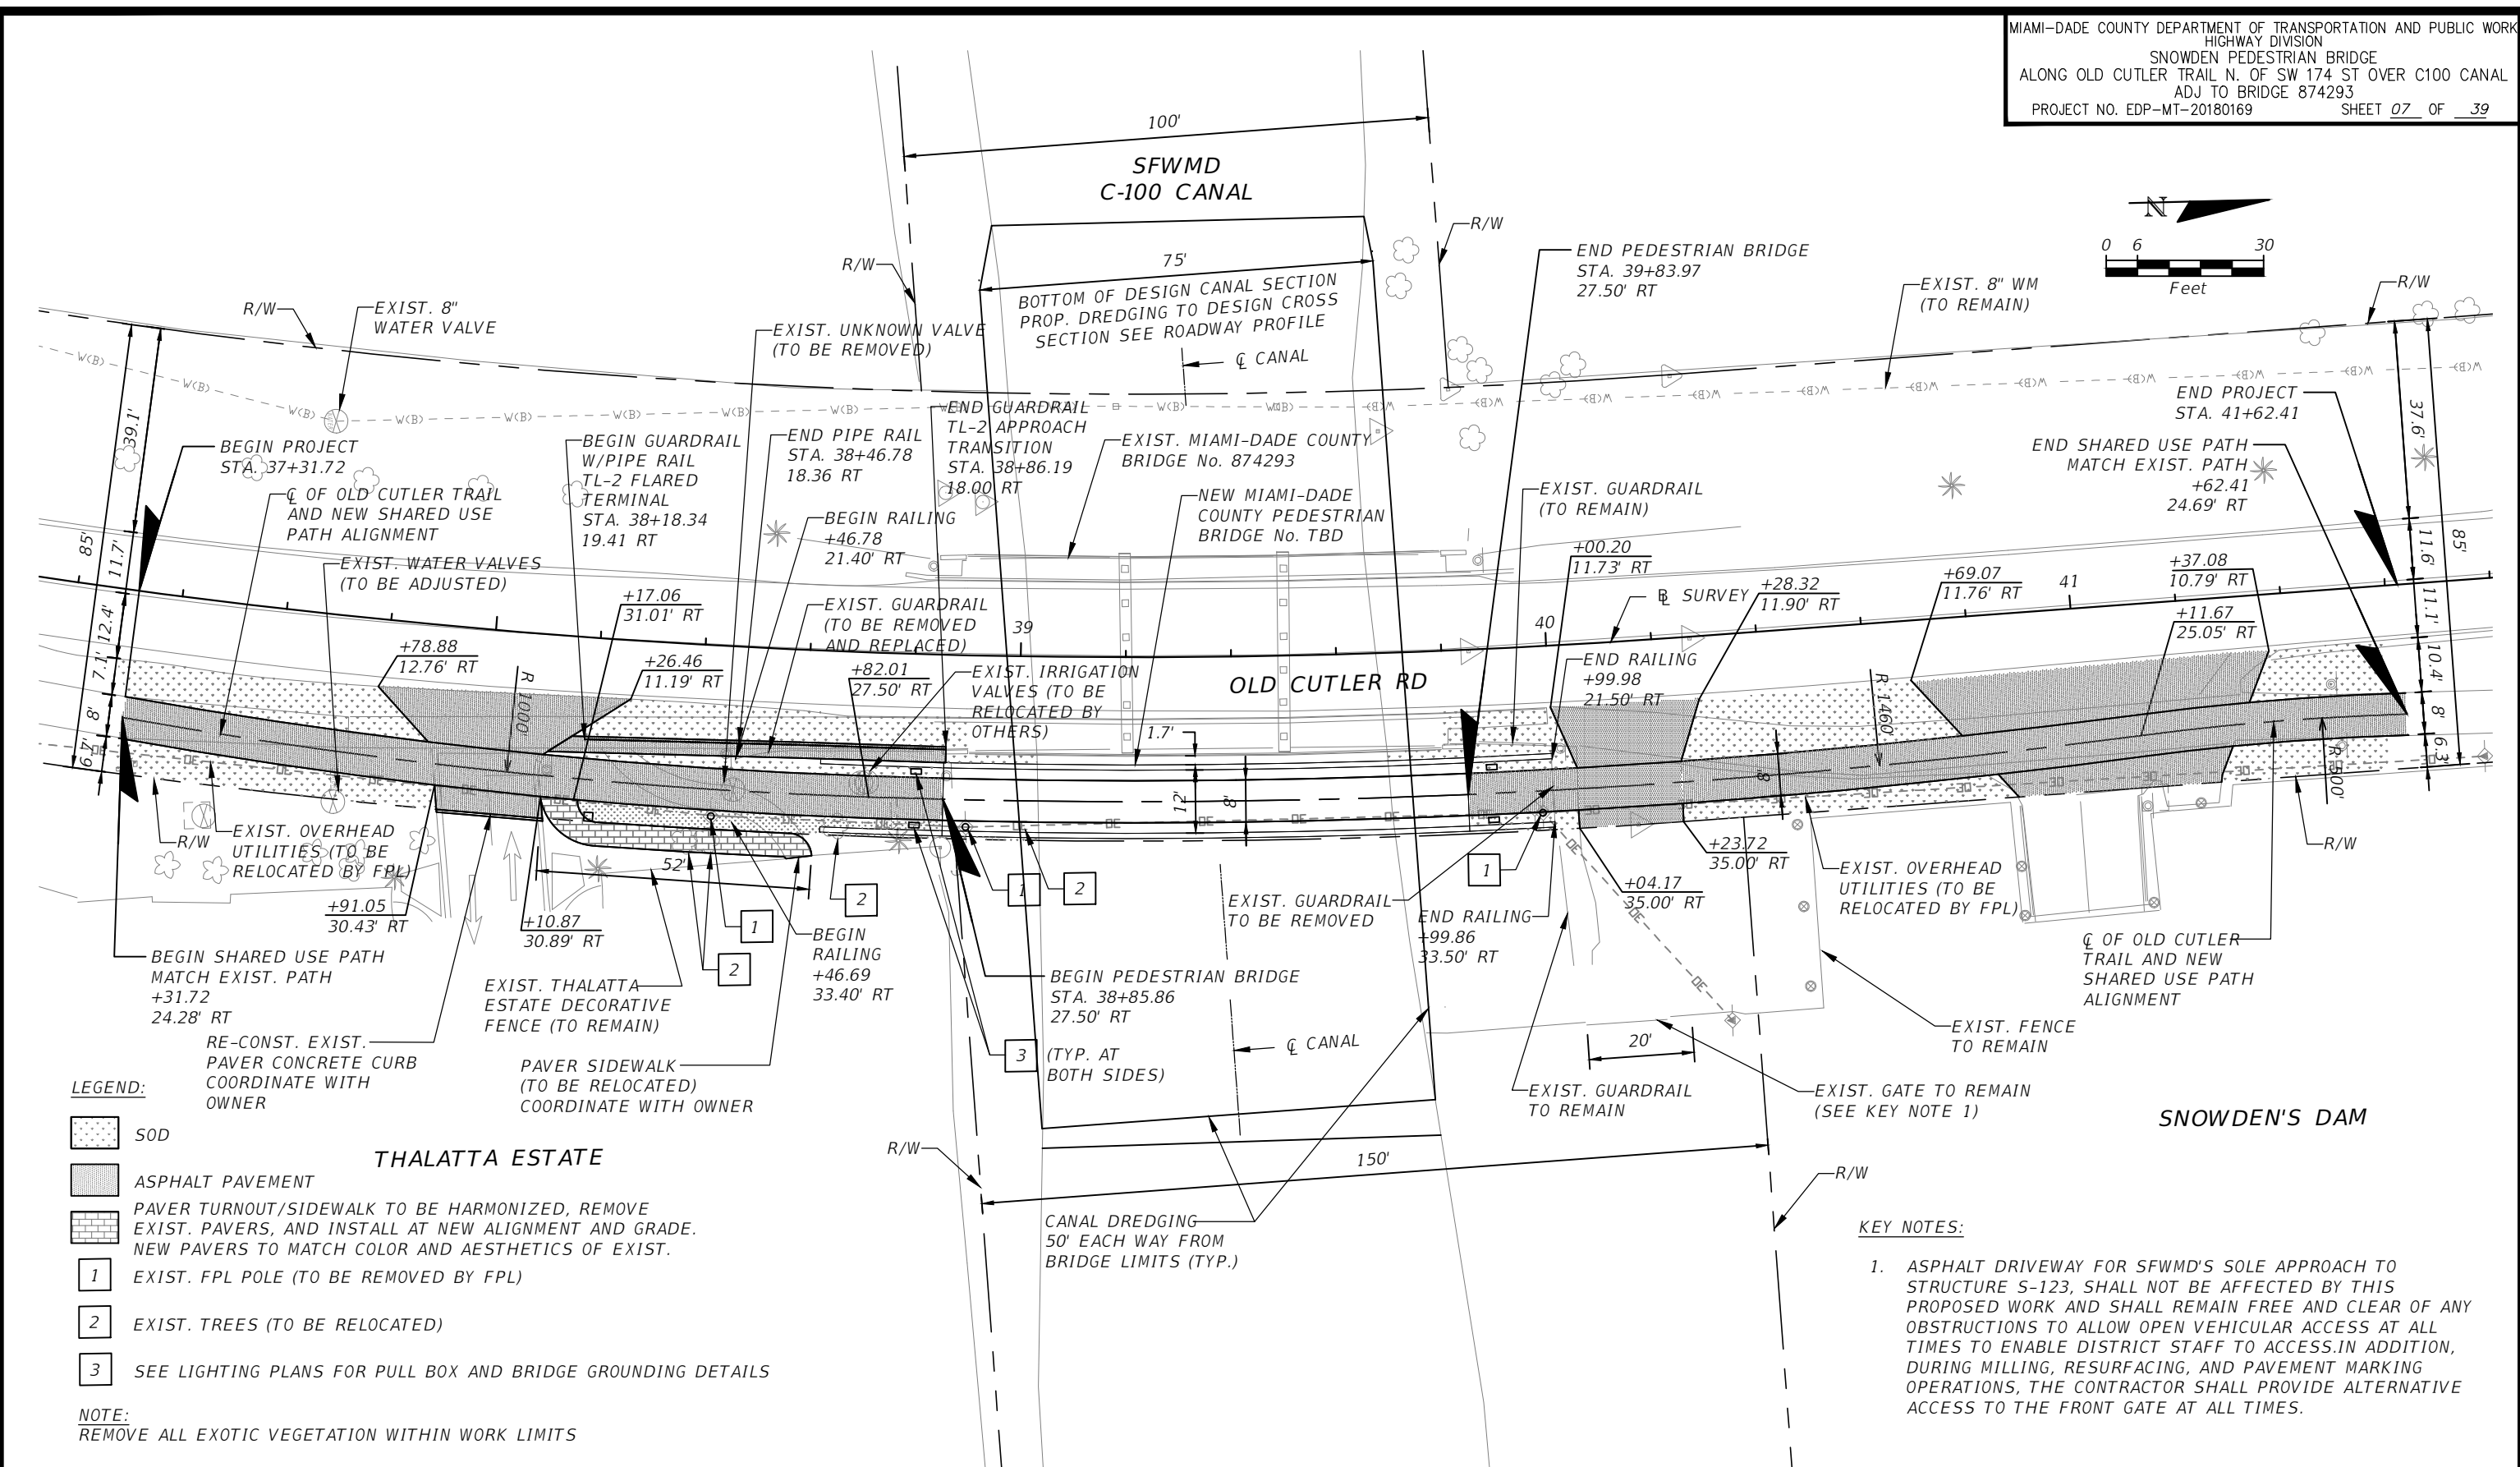 MIAMI-DADE COUNTY DEPARTMENT OF TRANSPORTATION AND PUBLIC WORK
HIGHWAY DIVISION
SNOWDEN PEDESTRIAN BRIDGE
ALONG OLD CUTLER TRAIL N. OF SW 174 ST OVER C100 CANAL
ADJ TO BRIDGE 874293
PROJECT NO. EDP-MT-20180169 SHEET 07 OF 39
100'
SFWMD
C-100 CANAL
75'
BOTTOM OF DESIGN CANAL SECTION
PROP. DREDGING TO DESIGN CROSS
SECTION SEE ROADWAY PROFILE
℄ CANAL
R/W
R/W
N
0 6 30
Feet
R/W
EXIST. 8"
WATER VALVE
EXIST. UNKNOWN VALVE
(TO BE REMOVED)
END PEDESTRIAN BRIDGE
STA. 39+83.97
27.50' RT
EXIST. 8" WM
(TO REMAIN)
R/W
W(B) W(B) W(B) W(B) W(B) W(B) W(B) W(B) W(B) W(B) W(B)
W(B) W(B) W(B) W(B) W(B) W(B) W(B) W(B) W(B) W(B)
39.1'
BEGIN PROJECT
STA. 37+31.72
℄ OF OLD CUTLER TRAIL
AND NEW SHARED USE
PATH ALIGNMENT
EXIST. WATER VALVES
(TO BE ADJUSTED)
BEGIN GUARDRAIL
W/PIPE RAIL
TL-2 FLARED
TERMINAL
STA. 38+18.34
19.41 RT
END PIPE RAIL
STA. 38+46.78
18.36 RT
BEGIN RAILING
+46.78
21.40' RT
END GUARDRAIL
TL-2 APPROACH
TRANSITION
STA. 38+86.19
18.00 RT
EXIST. MIAMI-DADE COUNTY
BRIDGE No. 874293
NEW MIAMI-DADE
COUNTY PEDESTRIAN
BRIDGE No. TBD
EXIST. GUARDRAIL
(TO REMAIN)
END PROJECT
STA. 41+62.41
END SHARED USE PATH
MATCH EXIST. PATH
+62.41
24.69' RT
37.6'
85'
11.7'
12.4'
7.1'
8'
6.7'
85'
11.6'
11.1'
10.4'
8'
6.3'
EXIST. GUARDRAIL
(TO BE REMOVED
AND REPLACED)
+17.06
31.01' RT
+78.88
12.76' RT
+26.46
11.19' RT
R 1000'
+82.01
27.50' RT
39
EXIST. IRRIGATION
VALVES (TO BE
RELOCATED BY
OTHERS)
OLD CUTLER RD
1.7'
12'
8'
+00.20
11.73' RT
40
℄ SURVEY
+28.32
11.90' RT
+69.07
11.76' RT
41
+37.08
10.79' RT
+11.67
25.05' RT
END RAILING
+99.98
21.50' RT
R 1460'
8'
R 500'
OE OE OE OE OE OE OE OE OE OE OE OE OE OE
R/W
EXIST. OVERHEAD
UTILITIES (TO BE
RELOCATED BY FPL)
52'
+91.05
30.43' RT
+10.87
30.89' RT
BEGIN SHARED USE PATH
MATCH EXIST. PATH
+31.72
24.28' RT
RE-CONST. EXIST.
PAVER CONCRETE CURB
COORDINATE WITH
OWNER
EXIST. THALATTA
ESTATE DECORATIVE
FENCE (TO REMAIN)
PAVER SIDEWALK
(TO BE RELOCATED)
COORDINATE WITH OWNER
1
2
2
BEGIN
RAILING
+46.69
33.40' RT
1
2
BEGIN PEDESTRIAN BRIDGE
STA. 38+85.86
27.50' RT
3 (TYP. AT
BOTH SIDES)
EXIST. GUARDRAIL
TO BE REMOVED
℄ CANAL
1
END RAILING
+99.86
33.50' RT
+23.72
35.00' RT
+04.17
35.00' RT
EXIST. OVERHEAD
UTILITIES (TO BE
RELOCATED BY FPL)
R/W
℄ OF OLD CUTLER
TRAIL AND NEW
SHARED USE PATH
ALIGNMENT
EXIST. FENCE
TO REMAIN
20'
EXIST. GUARDRAIL
TO REMAIN
EXIST. GATE TO REMAIN
(SEE KEY NOTE 1)
SNOWDEN'S DAM
R/W
150'
R/W
CANAL DREDGING
50' EACH WAY FROM
BRIDGE LIMITS (TYP.)
LEGEND:
SOD
THALATTA ESTATE
ASPHALT PAVEMENT
PAVER TURNOUT/SIDEWALK TO BE HARMONIZED, REMOVE
EXIST. PAVERS, AND INSTALL AT NEW ALIGNMENT AND GRADE.
NEW PAVERS TO MATCH COLOR AND AESTHETICS OF EXIST.
1 EXIST. FPL POLE (TO BE REMOVED BY FPL)
2 EXIST. TREES (TO BE RELOCATED)
3 SEE LIGHTING PLANS FOR PULL BOX AND BRIDGE GROUNDING DETAILS
NOTE:
REMOVE ALL EXOTIC VEGETATION WITHIN WORK LIMITS
KEY NOTES:
1. ASPHALT DRIVEWAY FOR SFWMD'S SOLE APPROACH TO
STRUCTURE S-123, SHALL NOT BE AFFECTED BY THIS
PROPOSED WORK AND SHALL REMAIN FREE AND CLEAR OF ANY
OBSTRUCTIONS TO ALLOW OPEN VEHICULAR ACCESS AT ALL
TIMES TO ENABLE DISTRICT STAFF TO ACCESS.IN ADDITION,
DURING MILLING, RESURFACING, AND PAVEMENT MARKING
OPERATIONS, THE CONTRACTOR SHALL PROVIDE ALTERNATIVE
ACCESS TO THE FRONT GATE AT ALL TIMES.